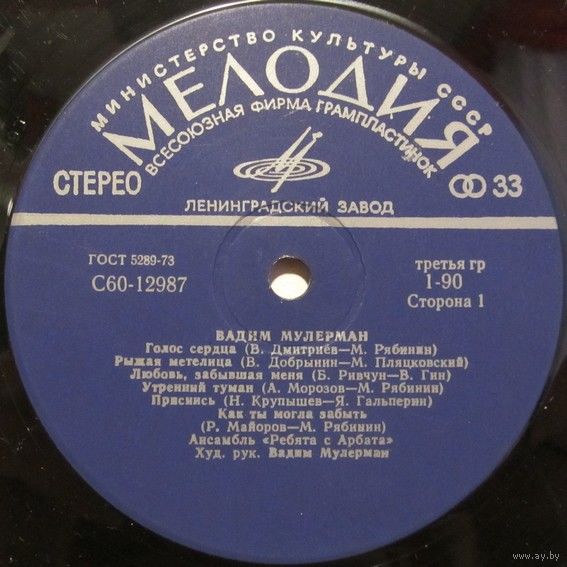 МИНИСТЕРСТВО КУЛЬТУРЫ СССР
МЕЛОДИЯ
ВСЕСОЮЗНАЯ ФИРМА ГРАМПЛАСТИНОК
СТЕРЕО
33
ЛЕНИНГРАДСКИЙ ЗАВОД
ГОСТ 5289-73
С60-12987
третья гр
1-90
Сторона 1
ВАДИМ МУЛЕРМАН
Голос сердца (В. Дмитриев—М. Рябинин)
Рыжая метелица (В. Добрынин—М. Пляцковский)
Любовь, забывшая меня (Б. Ривчун—В. Гин)
Утренний туман (А. Морозов—М. Рябинин)
Приснись (Н. Крупышев—Я. Гальперин)
Как ты могла забыть
(Р. Майоров—М. Рябинин)
Ансамбль «Ребята с Арбата»
Худ. рук. Вадим Мулерман
www.ay.by